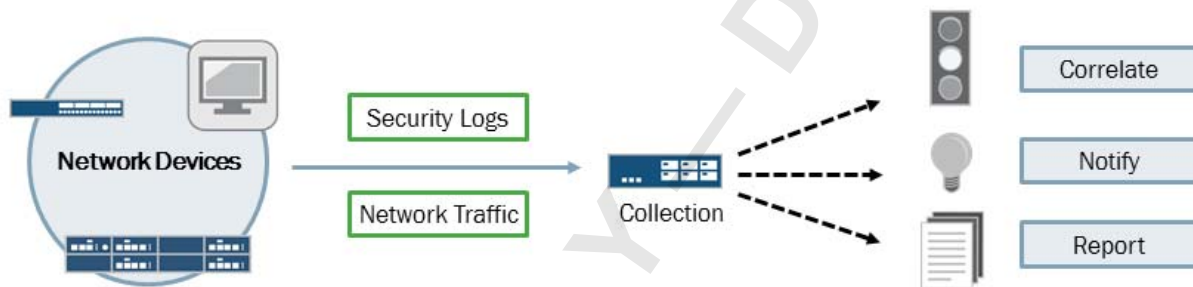 Network Devices
Security Logs
Network Traffic
Collection
Correlate
Notify
Report